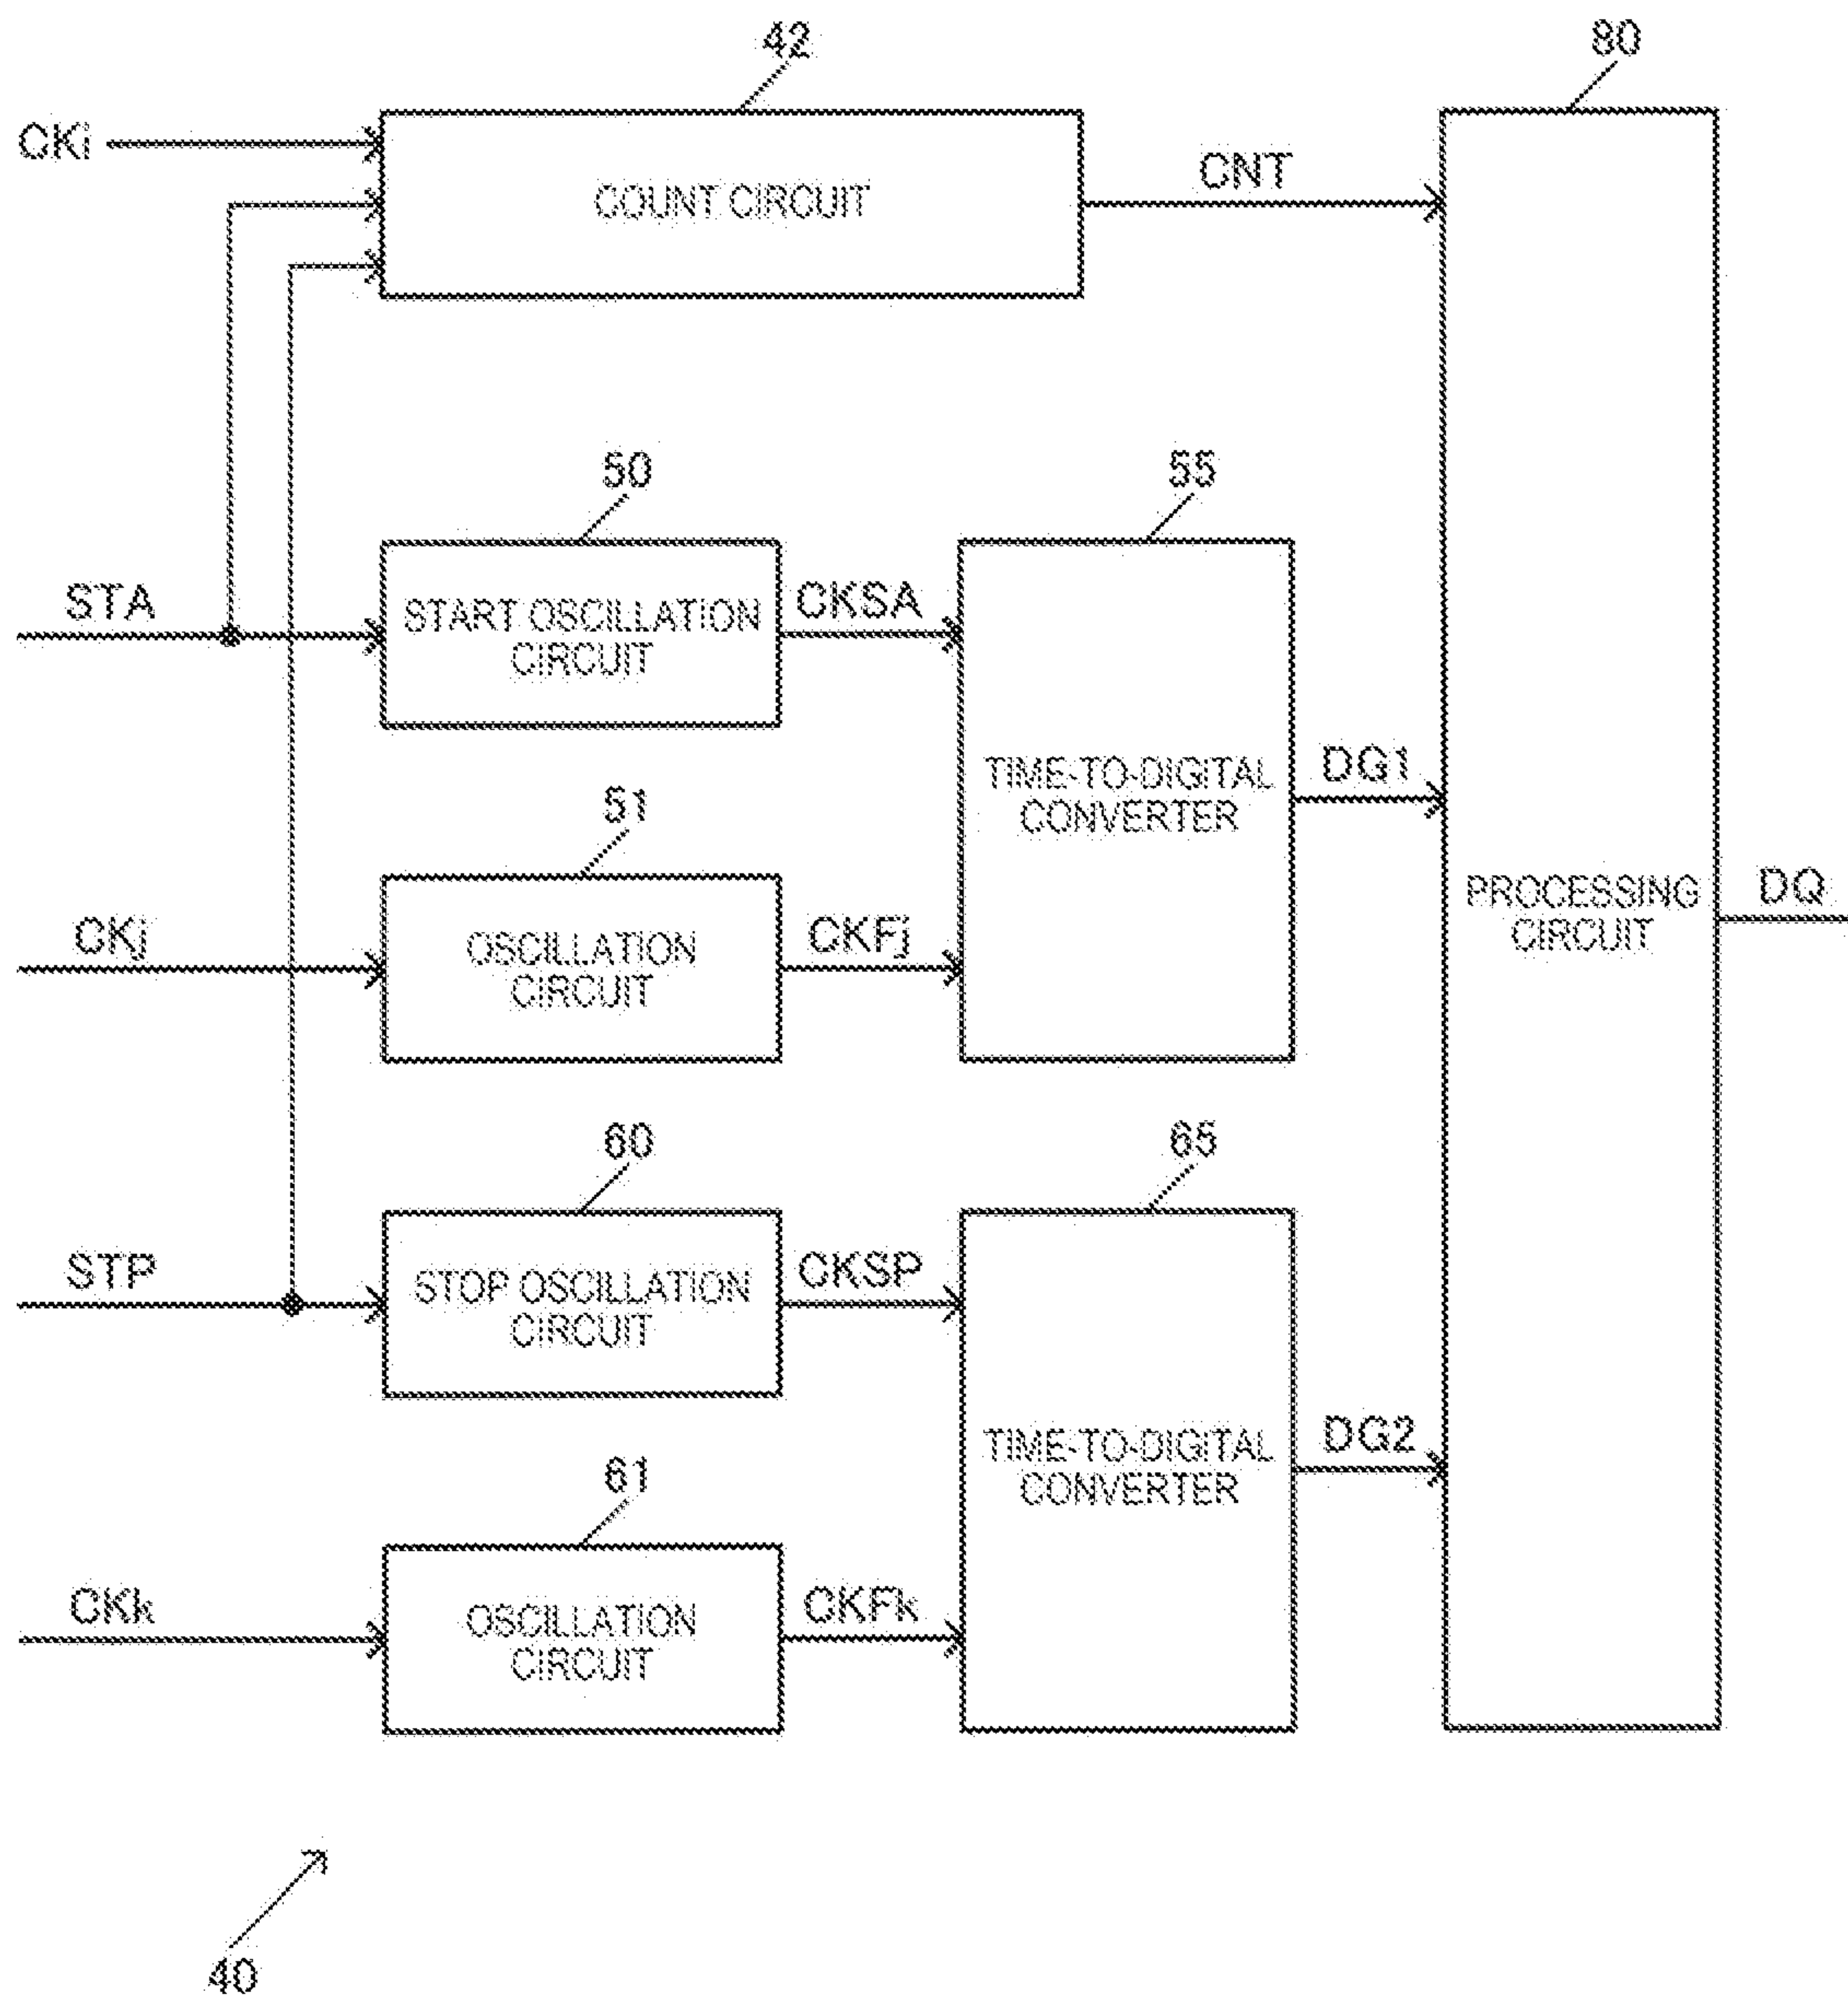 42
80
CKi
COUNT CIRCUIT
CNT
50
55
STA
START OSCILLATION
CIRCUIT
CKSA
TIME-TO-DIGITAL
CONVERTER
DG1
51
CKj
OSCILLATION
CIRCUIT
CKFj
PROCESSING
CIRCUIT
DQ
60
65
STP
STOP OSCILLATION
CIRCUIT
CKSP
TIME-TO-DIGITAL
CONVERTER
DG2
61
CKk
OSCILLATION
CIRCUIT
CKFk
40